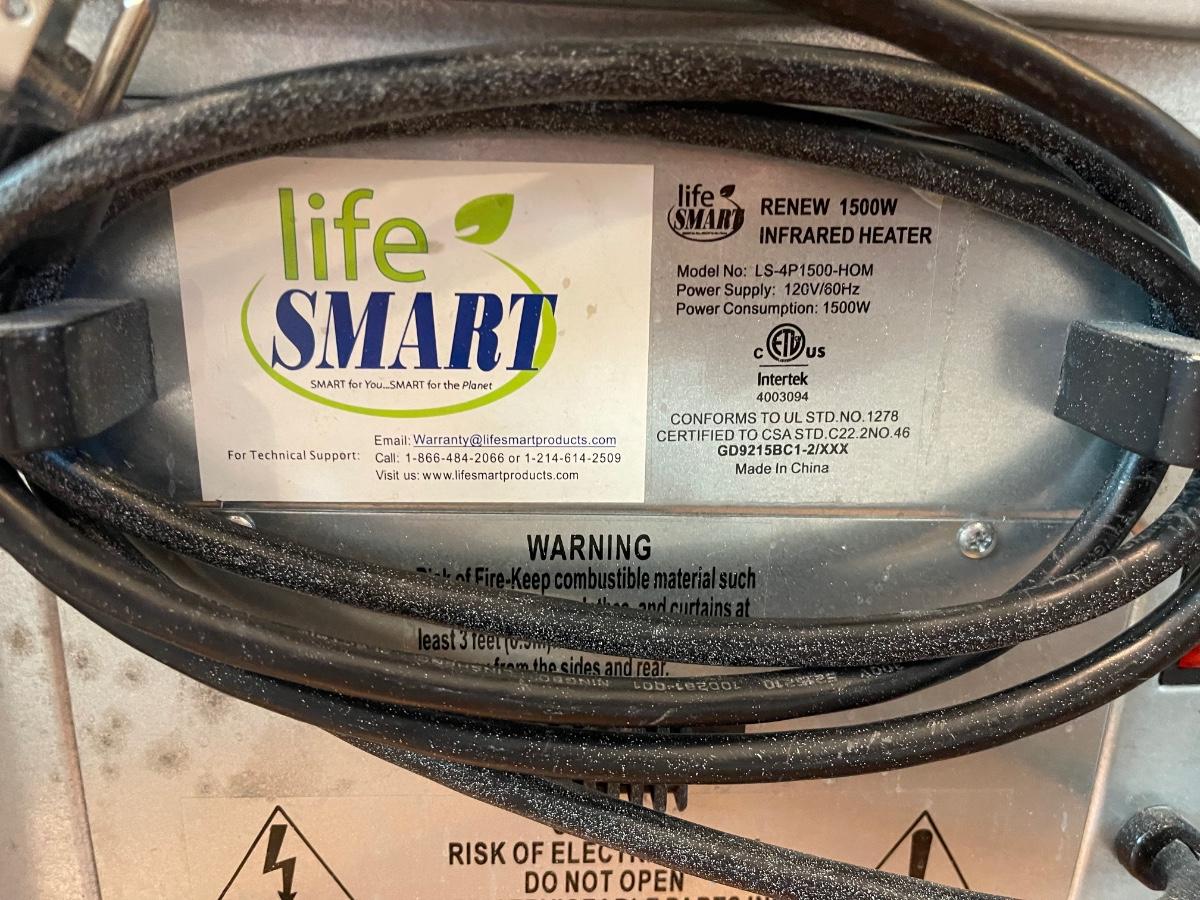 life
SMART
SMART for You...SMART for the Planet
Email: Warranty@lifesmartproducts.com
For Technical Support: Call: 1-866-484-2066 or 1-214-614-2509
Visit us: www.lifesmartproducts.com
life
SMART
RENEW 1500W
INFRARED HEATER
Model No: LS-4P1500-HOM
Power Supply: 120V/60Hz
Power Consumption: 1500W
C ETL US
Intertek
4003094
CONFORMS TO UL STD.NO.1278
CERTIFIED TO CSA STD.C22.2NO.46
GD9215BC1-2/XXX
Made In China
WARNING
Risk of Fire-Keep combustible material such
and curtains at
least 3 feet
from the sides and rear.
RISK OF
DO NOT OPEN